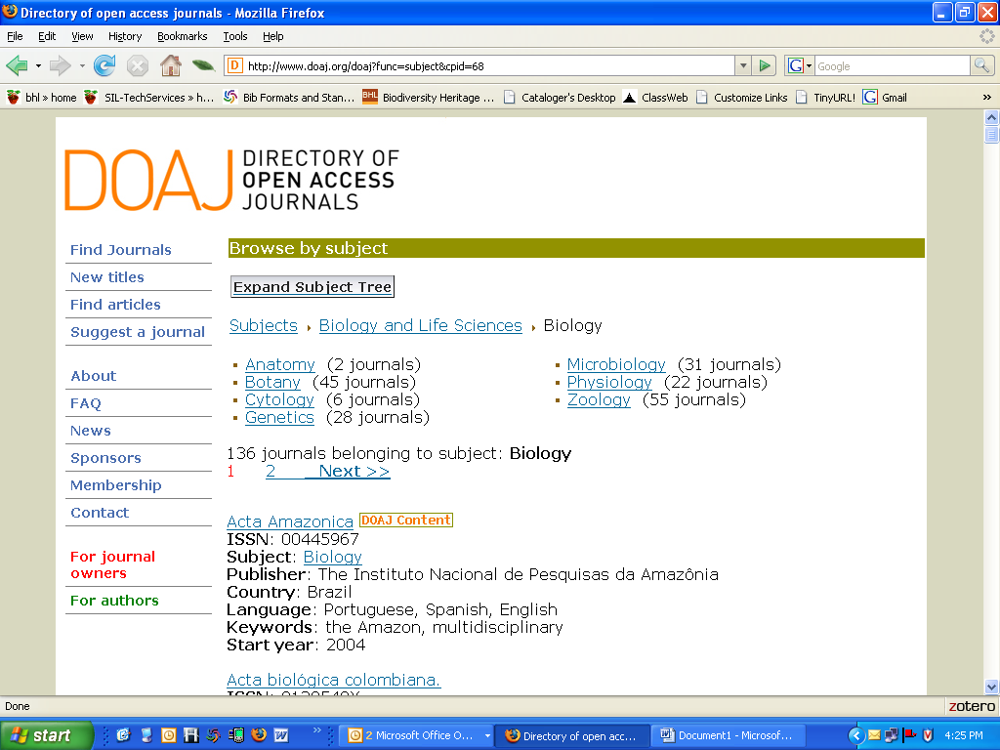 Directory of open access journals - Mozilla Firefox
File Edit View History Bookmarks Tools Help
http://www.doaj.org/doaj?func=subject&cpid=68
Google
bhl » home SIL-TechServices » h... Bib Formats and Stan... Biodiversity Heritage ... Cataloger's Desktop ClassWeb Customize Links TinyURL! Gmail »
DOAJ DIRECTORY OF
OPEN ACCESS
JOURNALS
Find Journals
New titles
Find articles
Suggest a journal
About
FAQ
News
Sponsors
Membership
Contact
For journal
owners
For authors
Browse by subject
Expand Subject Tree
Subjects Biology and Life Sciences Biology
Anatomy (2 journals)
Botany (45 journals)
Cytology (6 journals)
Genetics (28 journals)
Microbiology (31 journals)
Physiology (22 journals)
Zoology (55 journals)
136 journals belonging to subject: Biology
1 2 Next >>
Acta Amazonica DOAJ Content
ISSN: 00445967
Subject: Biology
Publisher: The Instituto Nacional de Pesquisas da Amazônia
Country: Brazil
Language: Portuguese, Spanish, English
Keywords: the Amazon, multidisciplinary
Start year: 2004
Acta biológica colombiana.
Done
zotero
start » 2 Microsoft Office O... Directory of open acc... Document1 - Microsof... 4:25 PM